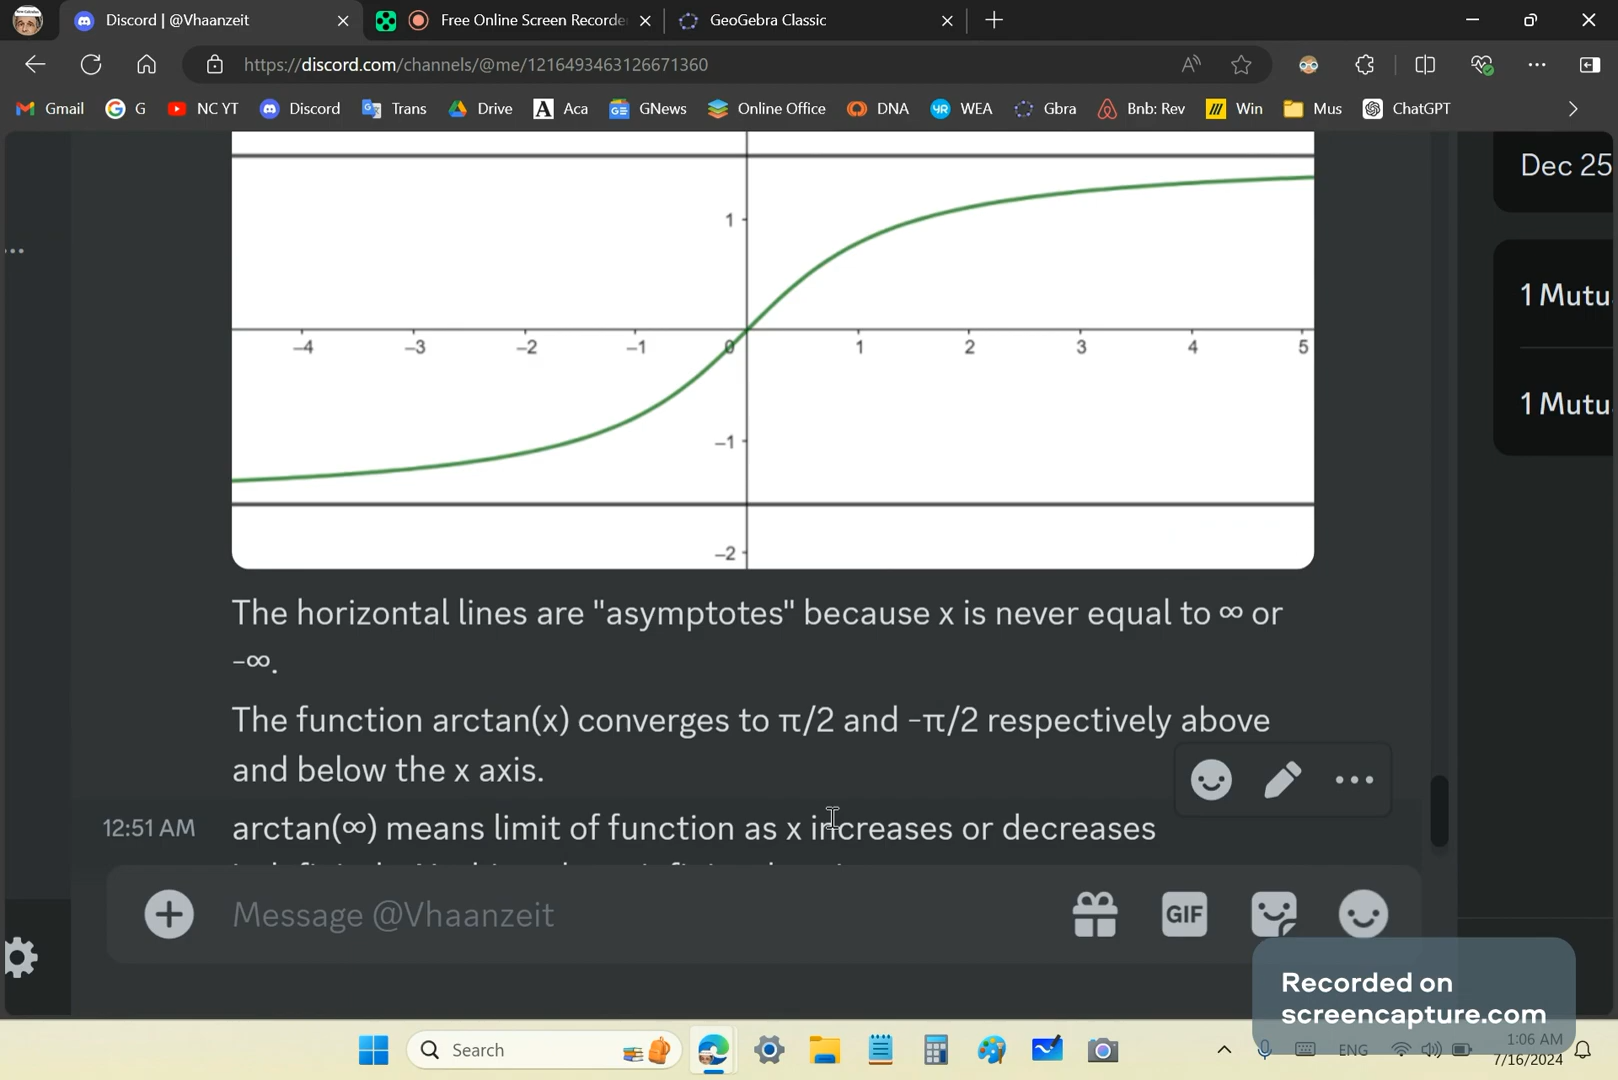 Discord | @Vhaanzeit
Free Online Screen Recorde
GeoGebra Classic
https://discord.com/channels/@me/1216493463126671360
Gmail G NC YT Discord Trans Drive Aca GNews Online Office DNA WEA Gbra Bnb: Rev Win Mus ChatGPT
Dec 25
1 Mutu
1 Mutu
1
-4 -3 -2 -1 0 1 2 3 4 5
-1
-2
The horizontal lines are "asymptotes" because x is never equal to ∞ or
-∞.
The function arctan(x) converges to π/2 and -π/2 respectively above
and below the x axis.
12:51 AM arctan(∞) means limit of function as x increases or decreases
Message @Vhaanzeit
GIF
Recorded on
screencapture.com
Search
ENG
1:06 AM
7/16/2024